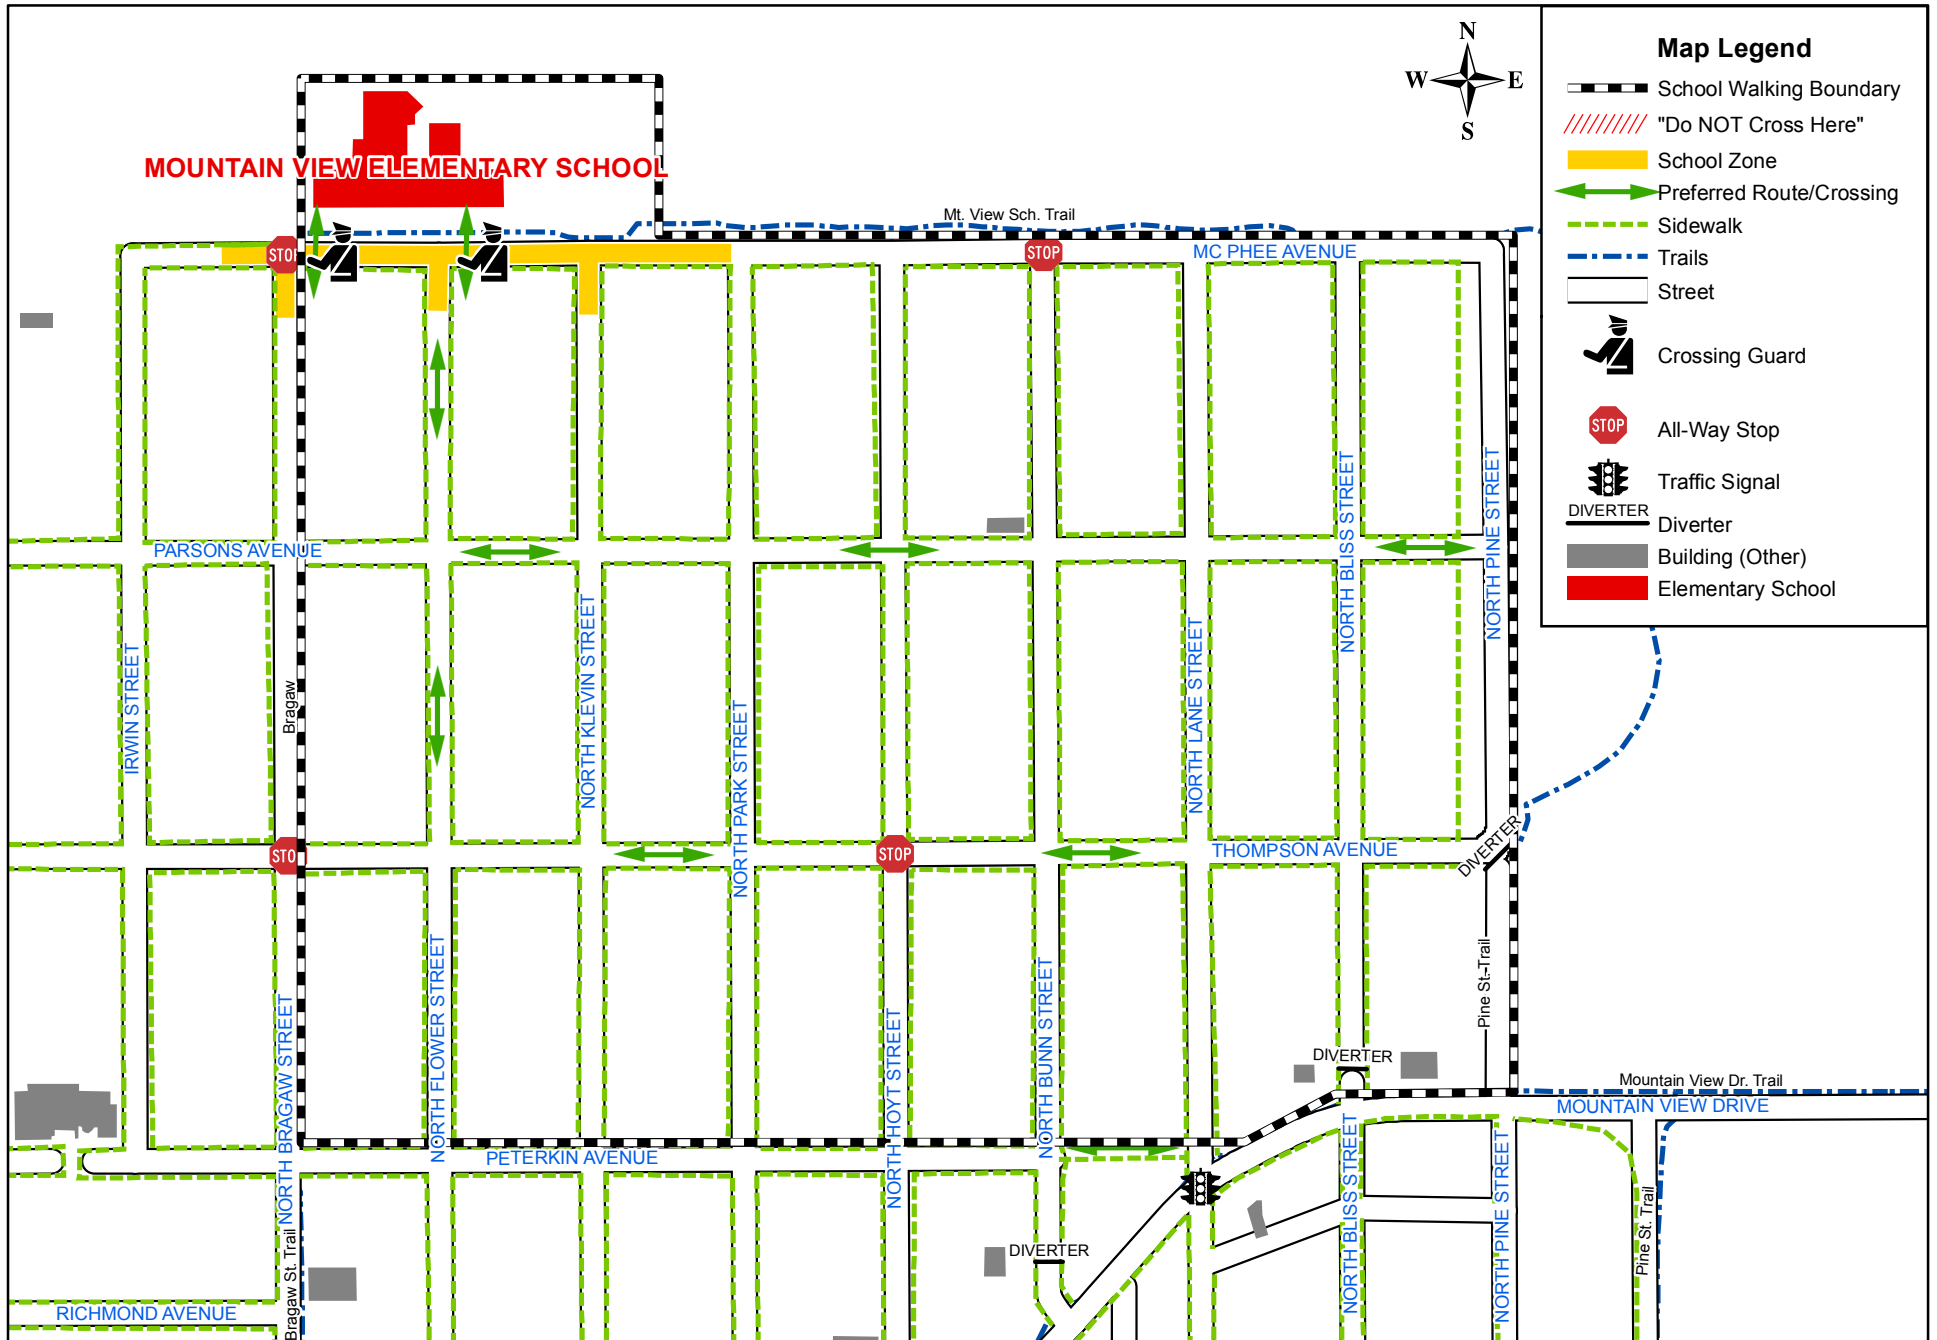 N
W E
S
Map Legend
School Walking Boundary
"Do NOT Cross Here"
School Zone
Preferred Route/Crossing
Sidewalk
Trails
Street
Crossing Guard
STOP
All-Way Stop
Traffic Signal
DIVERTER
Diverter
Building (Other)
Elementary School
MOUNTAIN VIEW ELEMENTARY SCHOOL
Mt. View Sch. Trail
STOP
STOP
MC PHEE AVENUE
PARSONS AVENUE
NORTH BLISS STREET
NORTH PINE STREET
IRWIN STREET
Bragaw
NORTH KLEVIN STREET
NORTH PARK STREET
NORTH LANE STREET
STO
STOP
THOMPSON AVENUE
DIVERTER
NORTH BRAGAW STREET
NORTH FLOWER STREET
NORTH HOYT STREET
NORTH BUNN STREET
Pine St. Trail
DIVERTER
Mountain View Dr. Trail
MOUNTAIN VIEW DRIVE
PETERKIN AVENUE
NORTH BLISS STREET
NORTH PINE STREET
Pine St. Trail
DIVERTER
Bragaw St. Trail
RICHMOND AVENUE